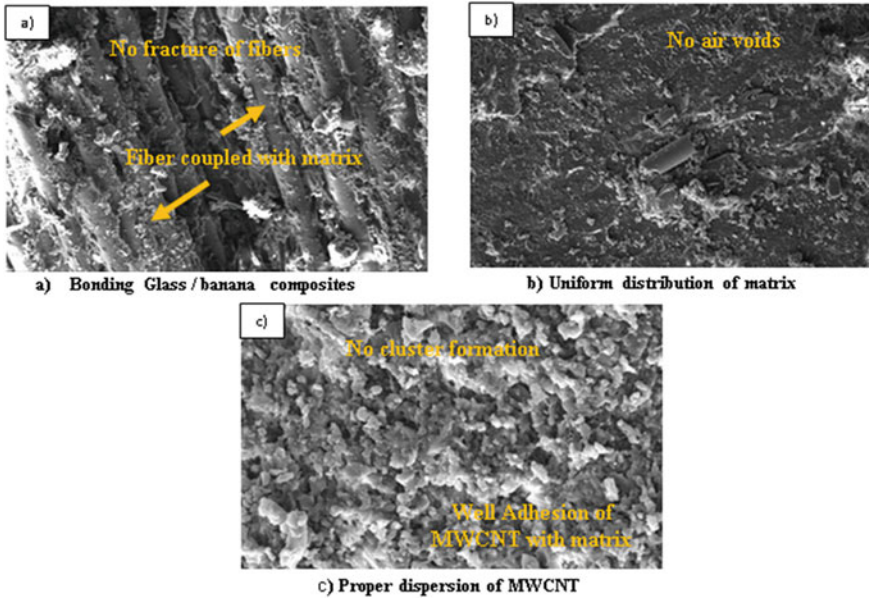 a)
No fracture of fibers
Fiber coupled with matrix
a) Bonding Glass / banana composites
b)
No air voids
b) Uniform distribution of matrix
c)
No cluster formation
Well Adhesion of
MWCNT with matrix
c) Proper dispersion of MWCNT